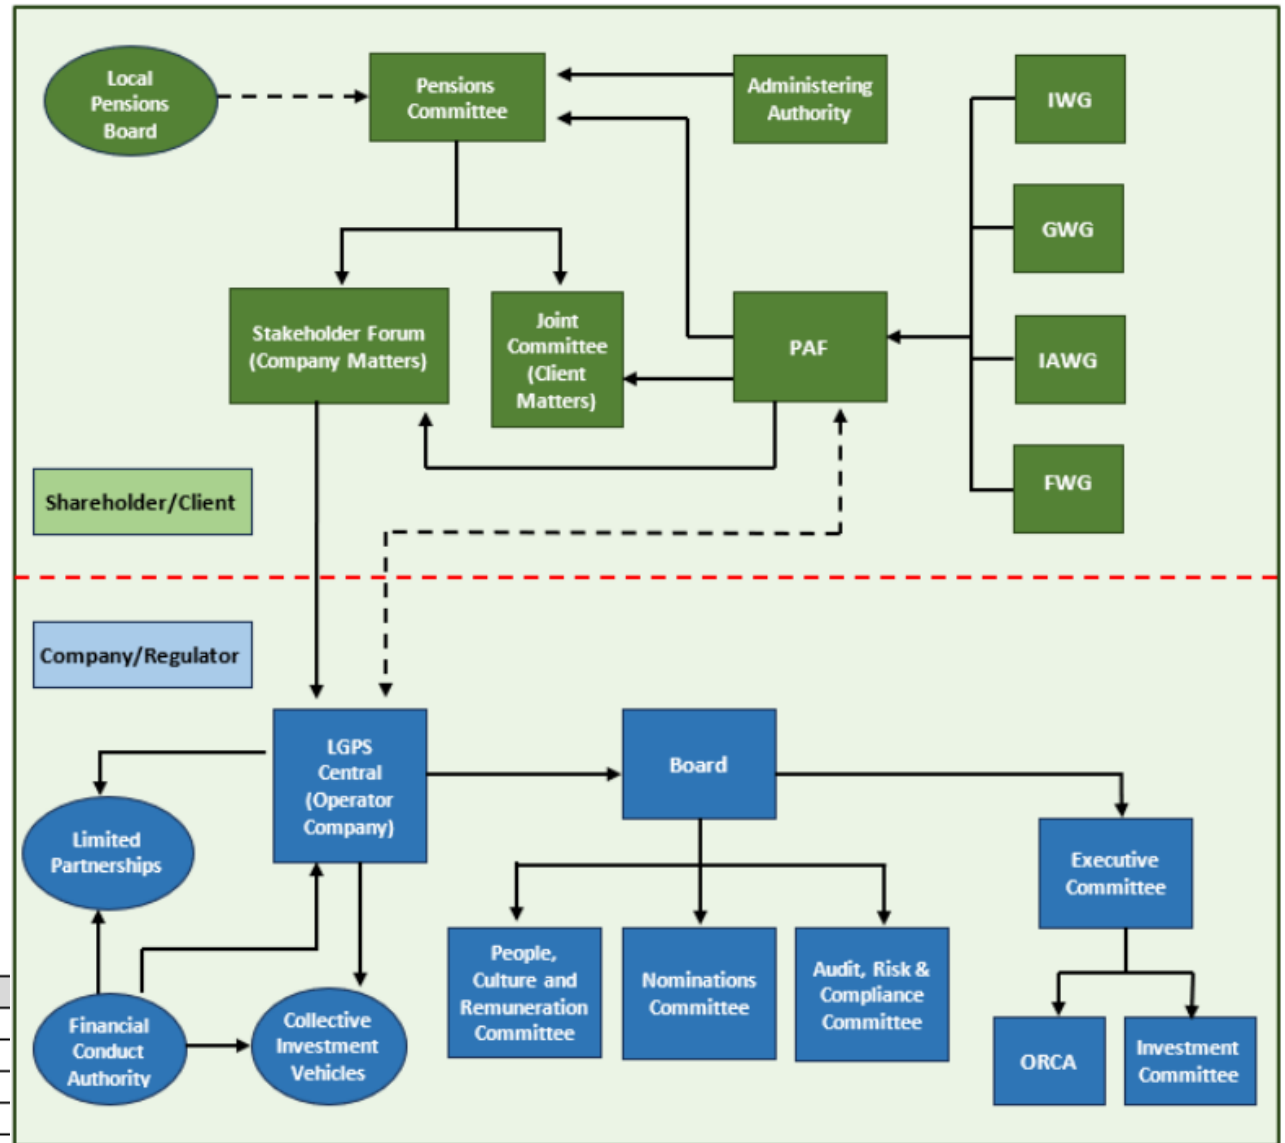 Local
Pensions
Board
Pensions
Committee
Administering
Authority
IWG
GWG
Stakeholder Forum
(Company Matters)
Joint
Committee
(Client
Matters)
PAF
IAWG
FWG
Shareholder/Client
Company/Regulator
LGPS
Central
(Operator
Company)
Board
Limited
Partnerships
Executive
Committee
People,
Culture and
Remuneration
Committee
Nominations
Committee
Audit, Risk &
Compliance
Committee
Financial
Conduct
Authority
Collective
Investment
Vehicles
ORCA
Investment
Committee